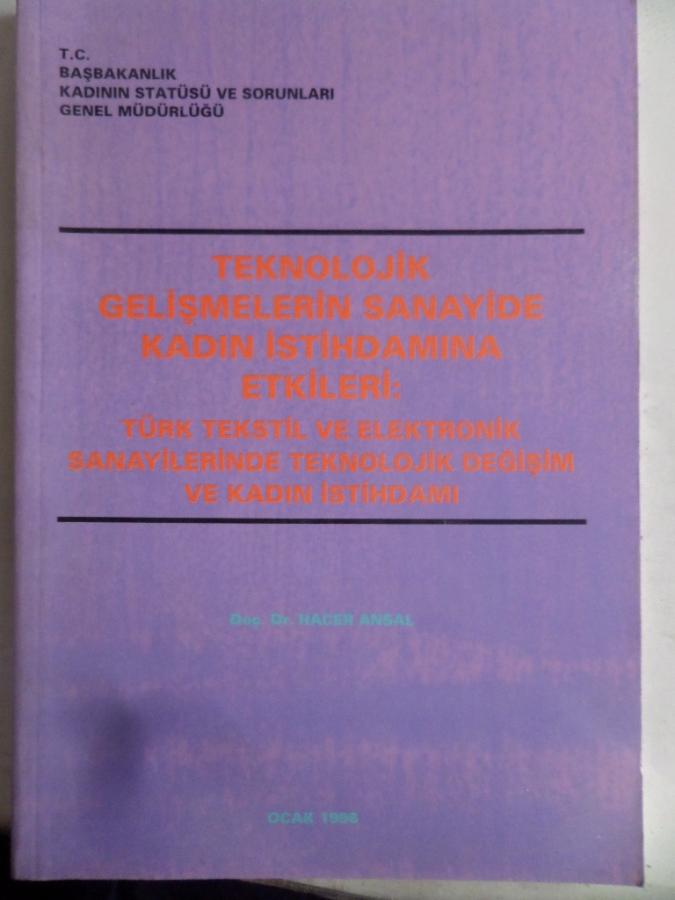 T.C.
BAŞBAKANLIK
KADININ STATÜSÜ VE SORUNLARI
GENEL MÜDÜRLÜĞÜ
TEKNOLOJİK
GELİŞMELERİN SANAYİDE
KADIN İSTİHDAMINA
ETKİLERİ:
TÜRK TEKSTİL VE ELEKTRONİK
SANAYİLERİNDE TEKNOLOJİK DEĞİŞİM
VE KADIN İSTİHDAMI
Doç. Dr. HACER ANSAL
OCAK